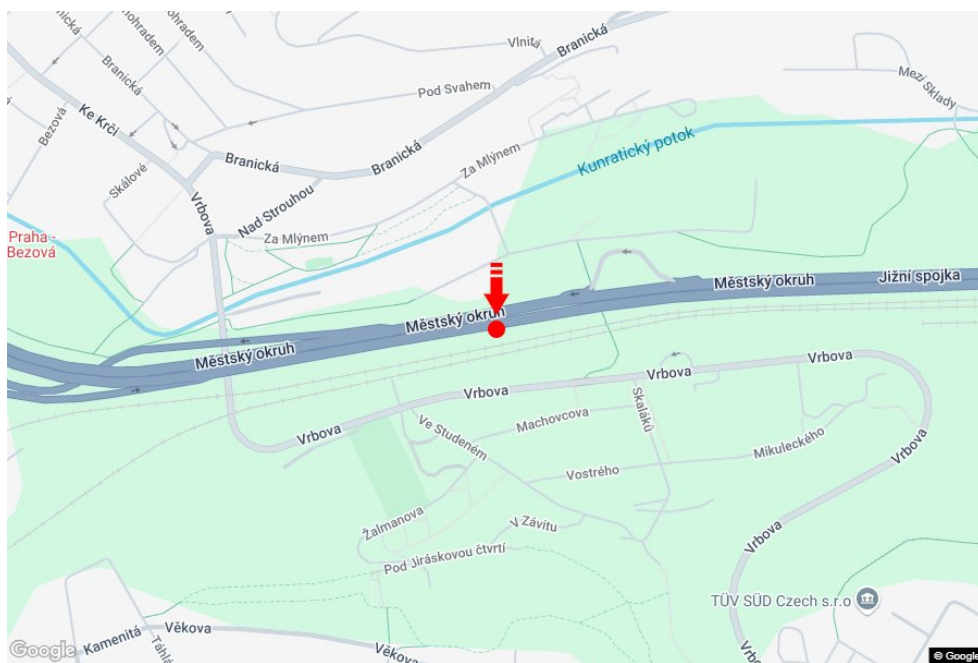 Vlnitá
Branická
Branická
Pod Svahem
Mezi Sklady
Bezová
Ke Krči
Branická
Branická
Za Mlýnem
Kunratický potok
Skálové
Vrbova
Nad Strouhou
Za Mlýnem
Praha -
Bezová
Městský okruh
Jižní spojka
Městský okruh
Městský okruh
Vrbova
Vrbova
Vrbova
Vrbova
Skaláků
Machovcova
Ve Studeném
Mikuleckého
Vrbova
Vostrého
Žalmanova
V Závitu
Vrbova
Pod Jiráskovou čtvrtí
TÜV SÜD Czech s.r.o
Věkova
Kamenitá
Věkova
Google
© Google